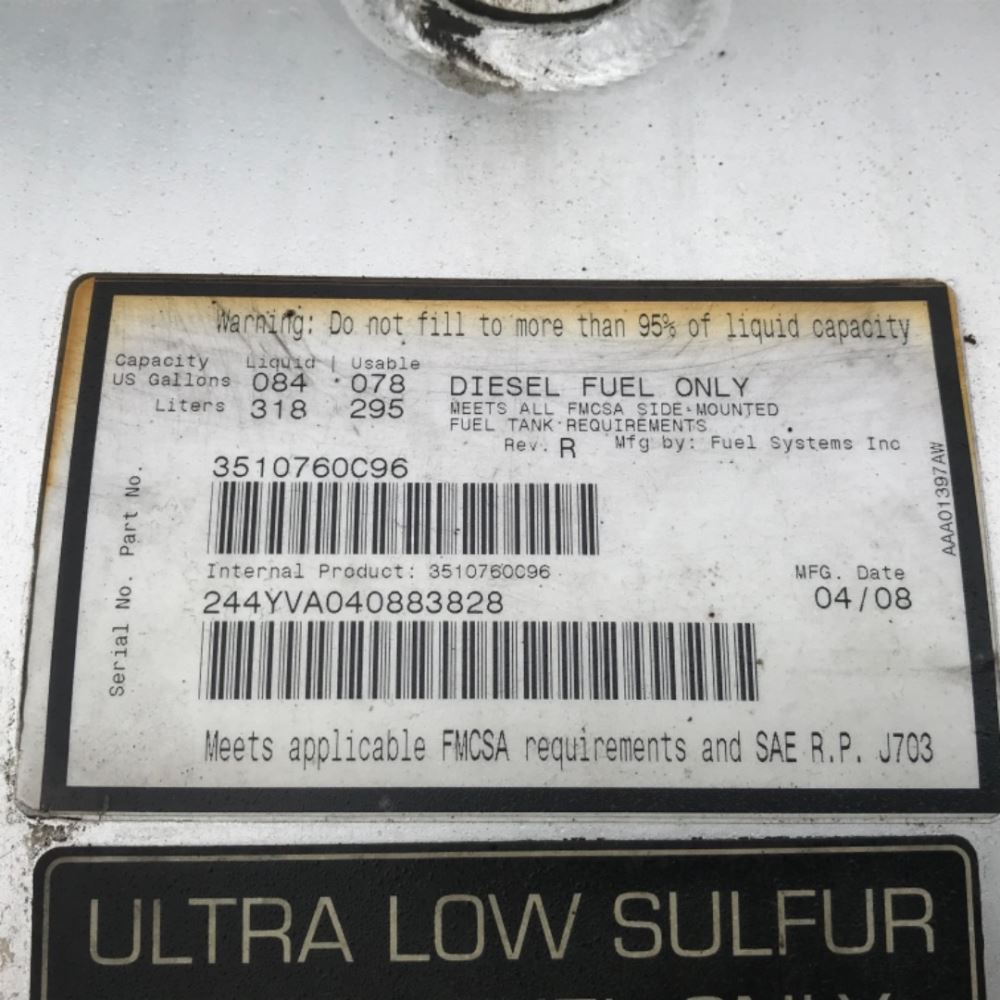 Warning: Do not fill to more than 95% of liquid capacity
Capacity Liquid | Usable
US Gallons 084 078
Liters 318 295
DIESEL FUEL ONLY
MEETS ALL FMCSA SIDE-MOUNTED
FUEL TANK REQUIREMENTS
Rev. R Mfg by: Fuel Systems Inc
AAA01397AW
Part No.
3510760C96
Internal Product: 3510760C96
MFG. Date
04/08
Serial No.
244YVA040883828
Meets applicable FMCSA requirements and SAE R.P. J703
ULTRA LOW SULFUR
ONLY